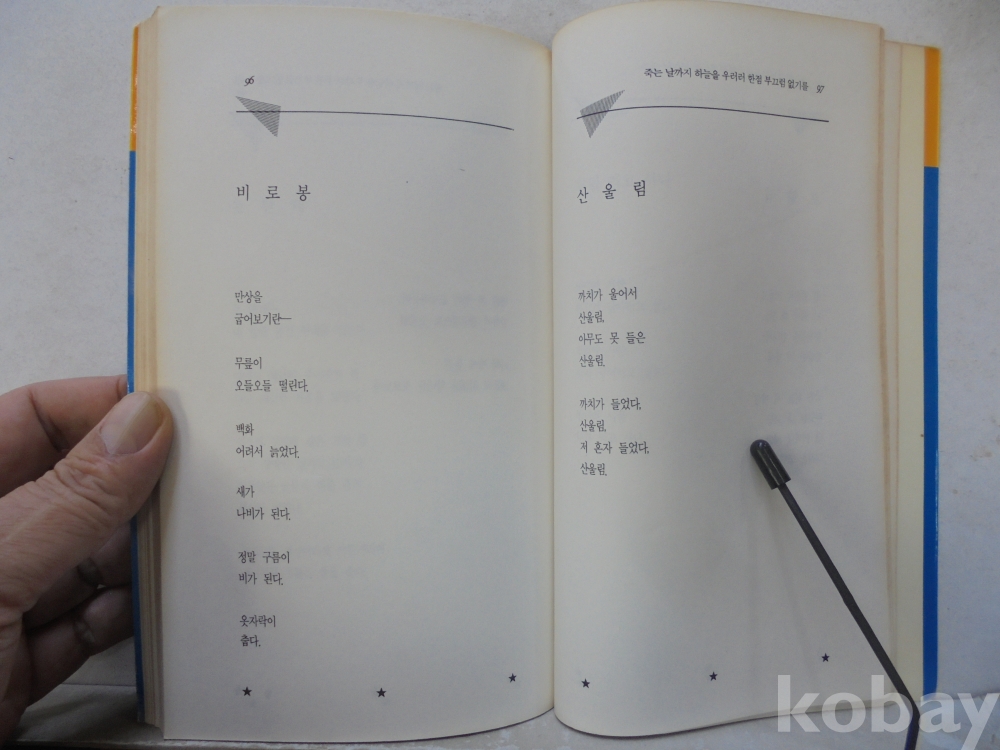 96
비 로 봉
만상을
굽어보기란—
무릎이
오들오들 떨린다.
백화
어려서 늙었다.
새가
나비가 된다.
정말 구름이
비가 된다.
옷자락이
춥다.
죽는 날까지 하늘을 우러러 한점 부끄럼 없기를 97
산 울 림
까치가 울어서
산울림,
아무도 못 들은
산울림.
까치가 들었다,
산울림,
저 혼자 들었다,
산울림.
kobay